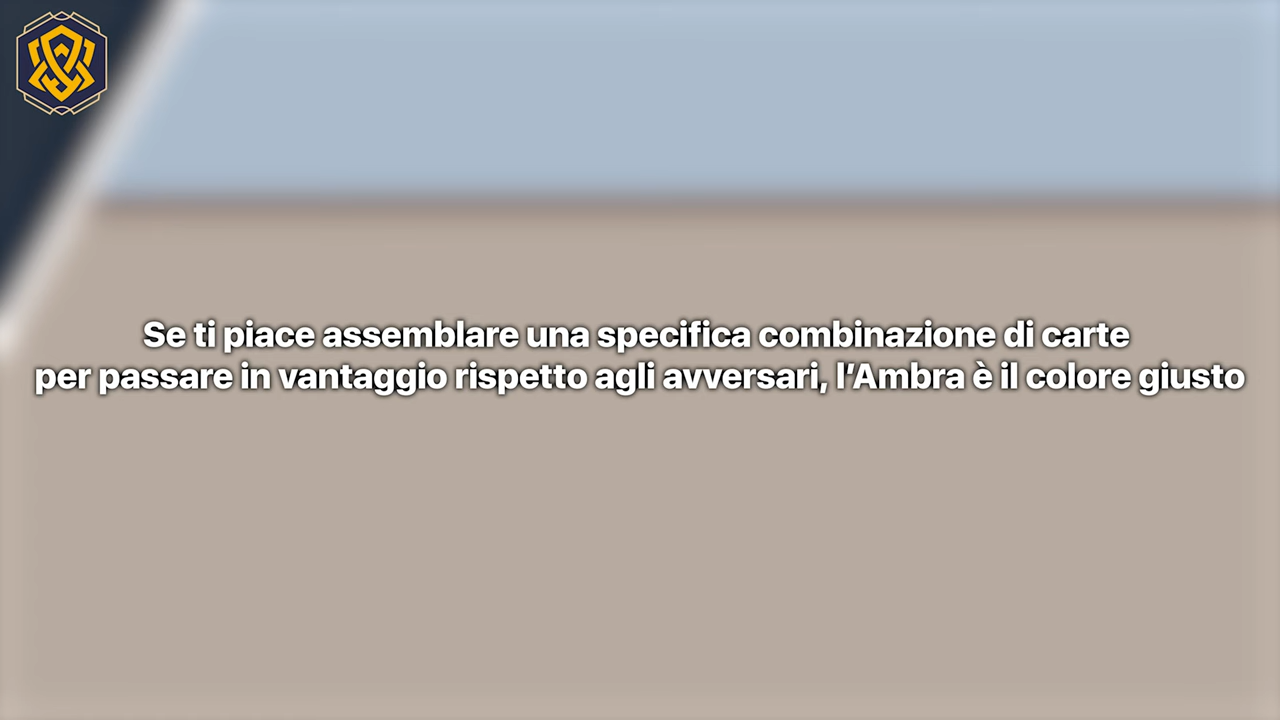 Se ti piace assemblare una specifica combinazione di carte
per passare in vantaggio rispetto agli avversari, l’Ambra è il colore giusto